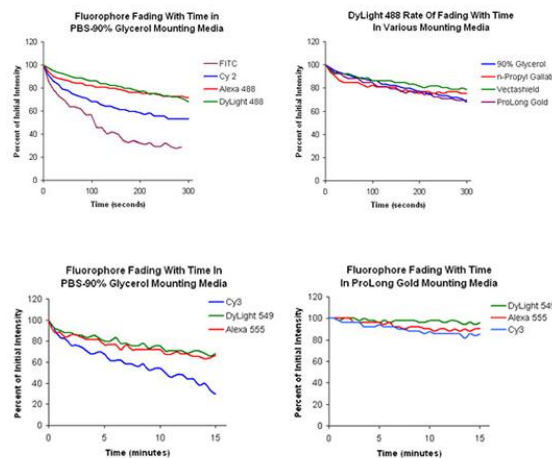 Fluorophore Fading With Time in
PBS-90% Glycerol Mounting Media
Percent of Initial Intensity
120
100
80
60
40
20
0
0
100
200
300
Time (seconds)
FITC
Cy 2
Alexa 488
DyLight 488
DyLight 488 Rate Of Fading With Time
In Various Mounting Media
Percent of Initial Intensity
120
100
80
60
40
20
0
0
100
200
300
Time (seconds)
90% Glycerol
n-Propyl Gallat
Vectashield
ProLong Gold
Fluorophore Fading With Time In
PBS-90% Glycerol Mounting Media
Percent of Initial Intensity
120
100
80
60
40
20
0
0
5
10
15
Time (minutes)
Cy3
DyLight 549
Alexa 555
Fluorophore Fading With Time
In ProLong Gold Mounting Media
Percent of Initial Intensity
120
100
80
60
40
20
0
0
5
10
15
Time (minutes)
DyLight 549
Alexa 555
Cy3